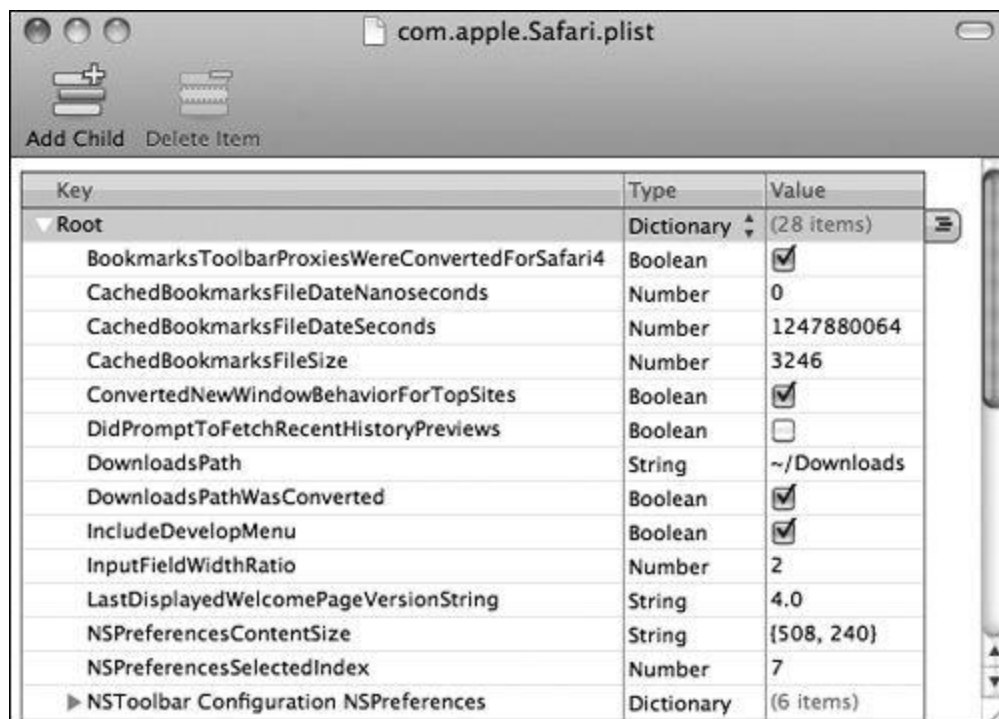 com.apple.Safari.plist
Add Child Delete Item
Key Type Value
Root Dictionary (28 items)
BookmarksToolbarProxiesWereConvertedForSafari4 Boolean
CachedBookmarksFileDateNanoseconds Number 0
CachedBookmarksFileDateSeconds Number 1247880064
CachedBookmarksFileSize Number 3246
ConvertedNewWindowBehaviorForTopSites Boolean
DidPromptToFetchRecentHistoryPreviews Boolean
DownloadsPath String ~/Downloads
DownloadsPathWasConverted Boolean
IncludeDevelopMenu Boolean
InputFieldWidthRatio Number 2
LastDisplayedWelcomePageVersionString String 4.0
NSPreferencesContentSize String {508, 240}
NSPreferencesSelectedIndex Number 7
NSToolbar Configuration NSPreferences Dictionary (6 items)